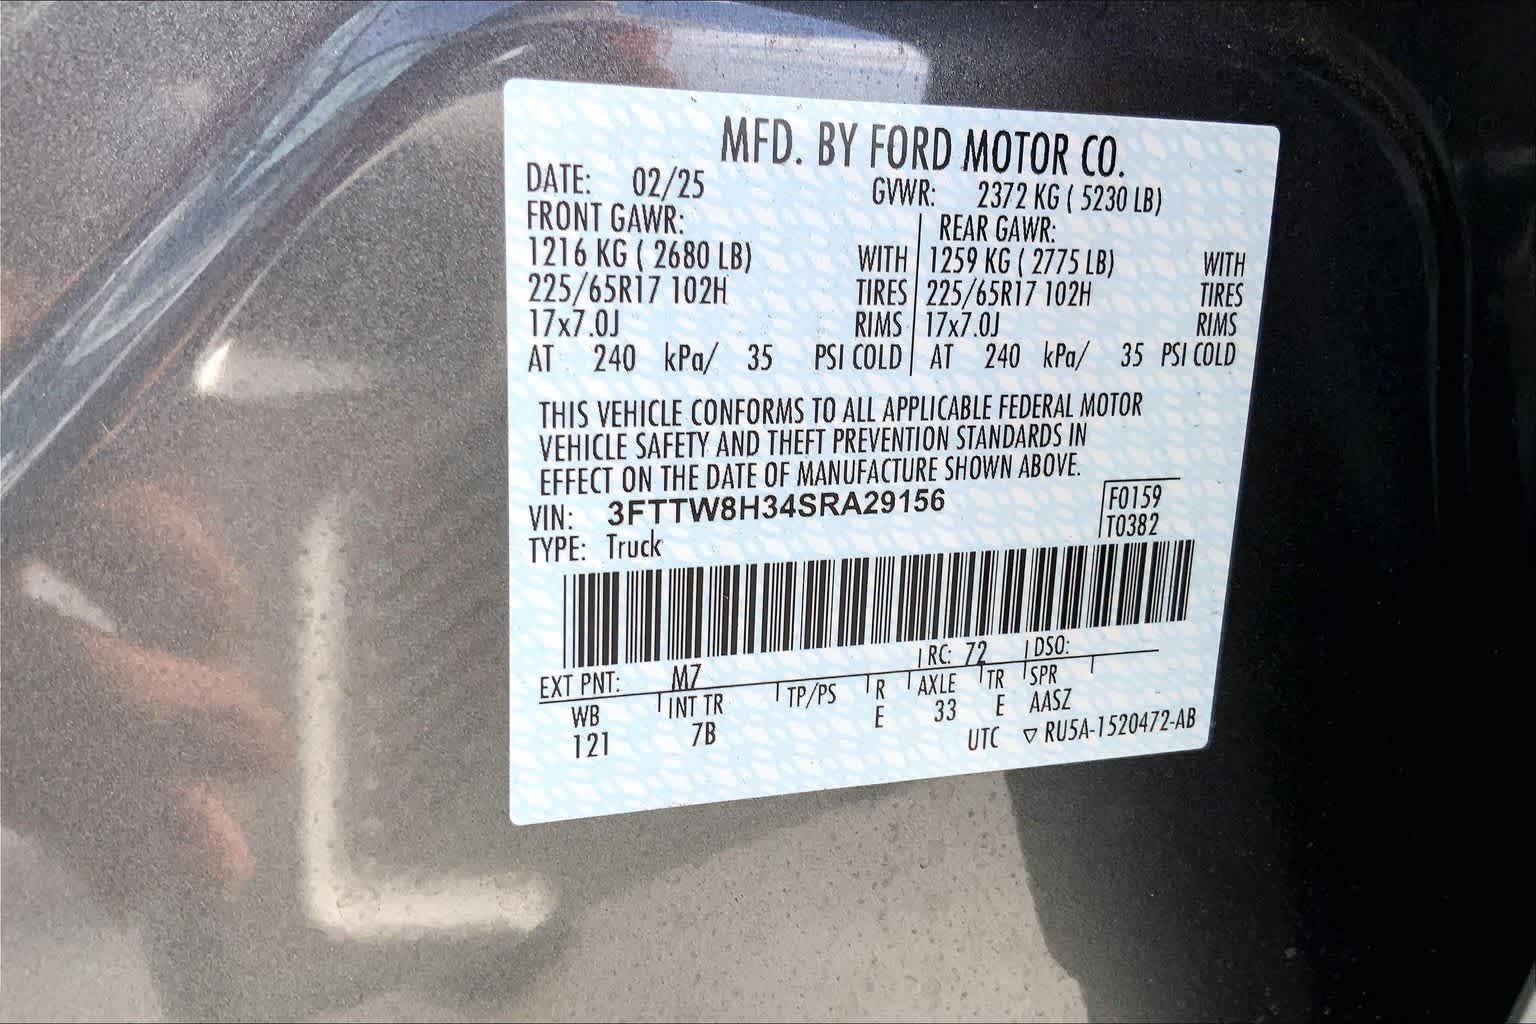 MFD. BY FORD MOTOR CO.
DATE: 02/25 GVWR: 2372 KG ( 5230 LB)
FRONT GAWR: REAR GAWR:
1216 KG ( 2680 LB) WITH 1259 KG ( 2775 LB) WITH
225/65R17 102H TIRES 225/65R17 102H TIRES
17x7.0J RIMS 17x7.0J RIMS
AT 240 kPa/ 35 PSI COLD AT 240 kPa/ 35 PSI COLD
THIS VEHICLE CONFORMS TO ALL APPLICABLE FEDERAL MOTOR
VEHICLE SAFETY AND THEFT PREVENTION STANDARDS IN
EFFECT ON THE DATE OF MANUFACTURE SHOWN ABOVE.
VIN: 3FTTW8H34SRA29156 F0159
TYPE: Truck T0382
EXT PNT: M7 RC: 72 DSO:
WB INT TR TP/PS R AXLE TR SPR
121 7B E 33 E AASZ
UTC ▽ RU5A-1520472-AB